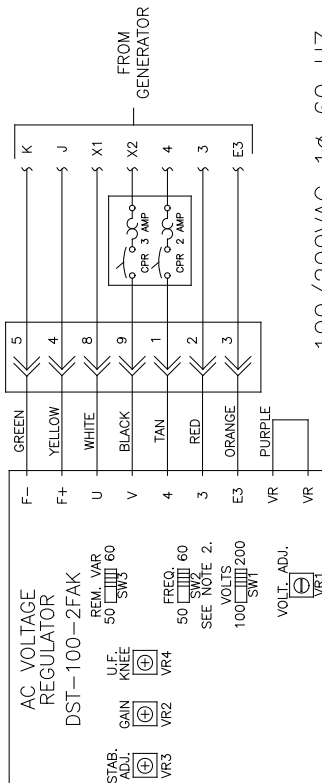 AC VOLTAGE
REGULATOR
DST-100-2FAK
STAB.
ADJ.
VR3
GAIN
VR2
U.F.
KNEE
VR4
REM. VAR
50 60
SW3
FREQ.
50 60
SW2
SEE NOTE 2.
VOLTS
100 200
SW1
VOLT. ADJ.
VR1
F- GREEN 5 K
F+ YELLOW 4 J
U WHITE 8 X1
V BLACK 9 CPR 3 AMP X2
4 TAN 1 CPR 2 AMP 4
3 RED 2 3
E3 ORANGE 3 E3
VR PURPLE
VR
FROM
GENERATOR